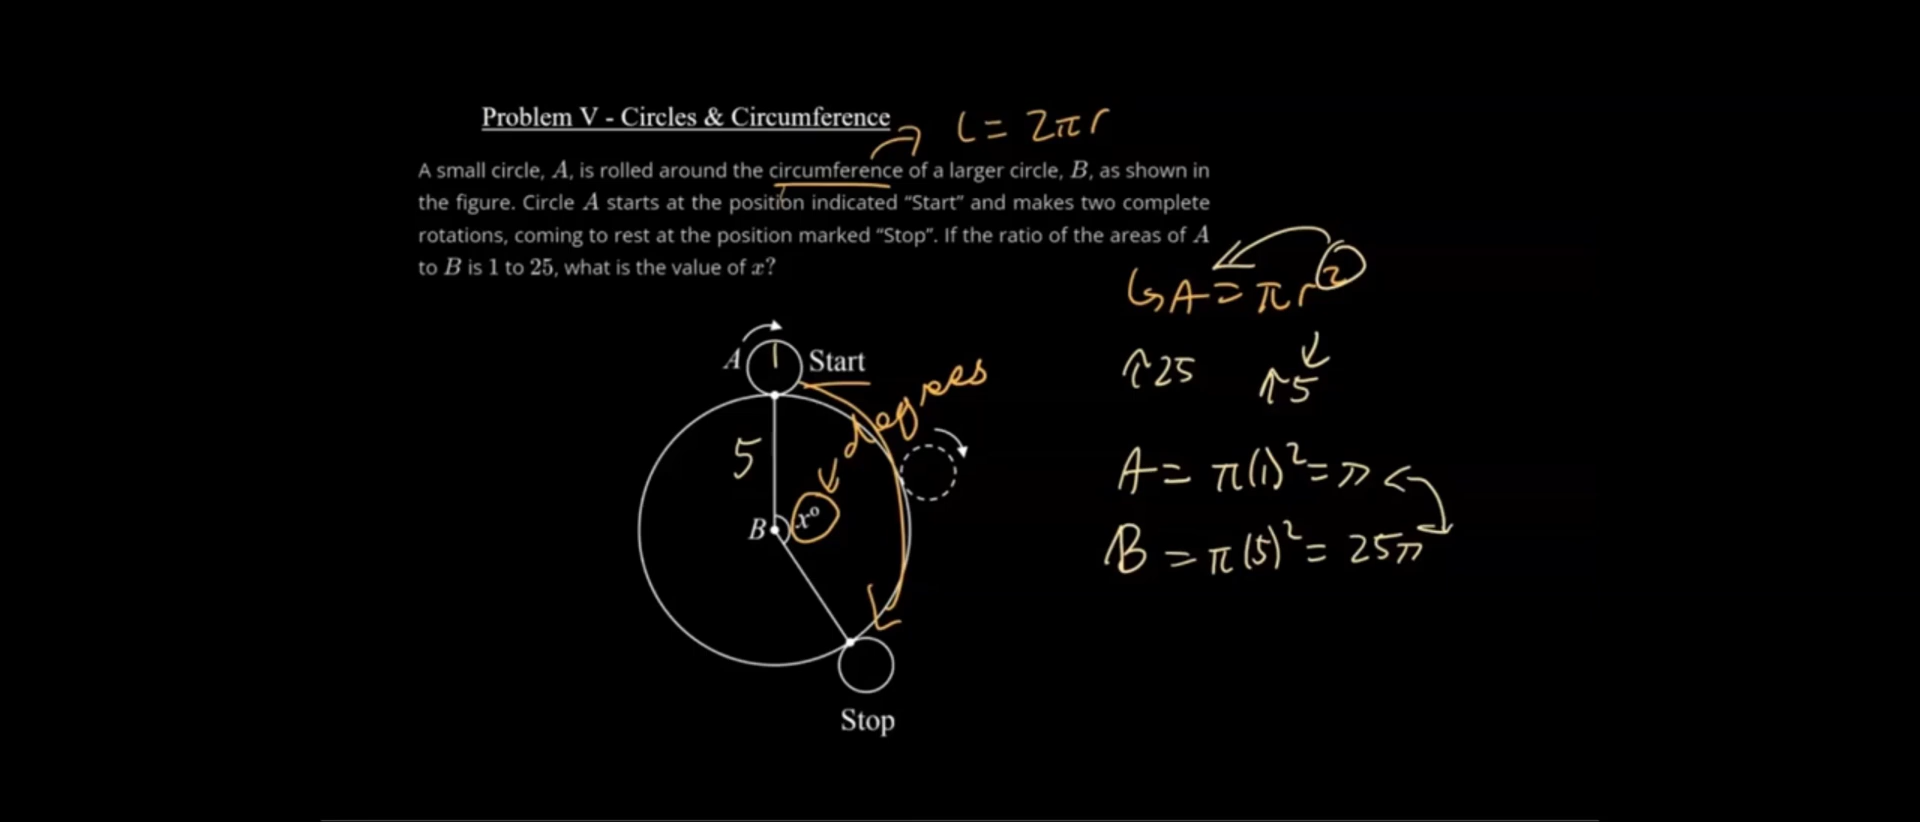 Problem V - Circles & Circumference
C = 2πr
A small circle, A, is rolled around the circumference of a larger circle, B, as shown in
the figure. Circle A starts at the position indicated “Start” and makes two complete
rotations, coming to rest at the position marked “Stop”. If the ratio of the areas of A
to B is 1 to 25, what is the value of x?
A = πr²
↑25 ↑5
A 1 Start
degrees
5
A = π(1)² = π
B x°
B = π(5)² = 25π
Stop